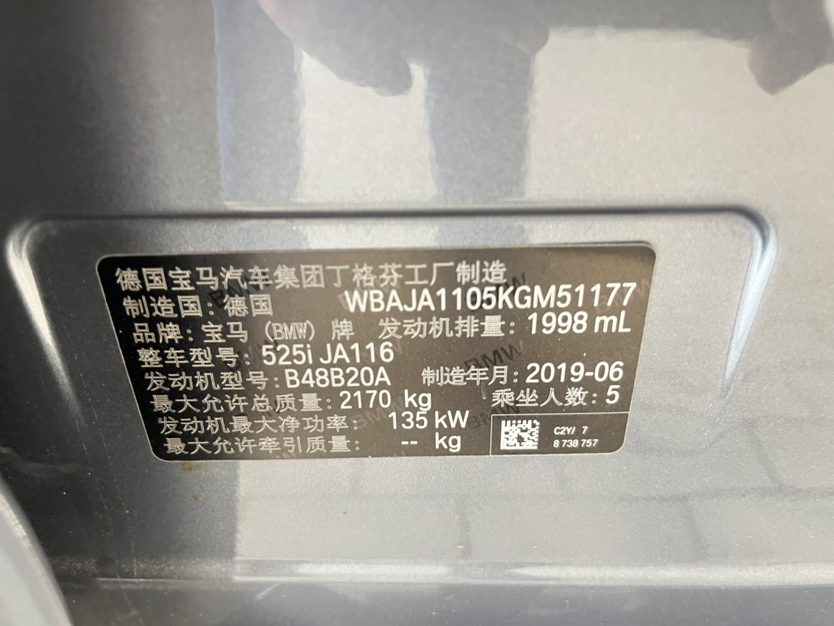 德国宝马汽车集团丁格芬工厂制造
制造国:德国 WBAJA1105KGM51177
品牌:宝马 (BMW) 牌 发动机排量:1998 mL
整车型号:525i JA116
发动机型号:B48B20A 制造年月:2019-06
最大允许总质量:2170 kg 乘坐人数:5
发动机最大净功率: 135 kW
最大允许牵引质量: -- kg
C2Y/ 7
8 738 757